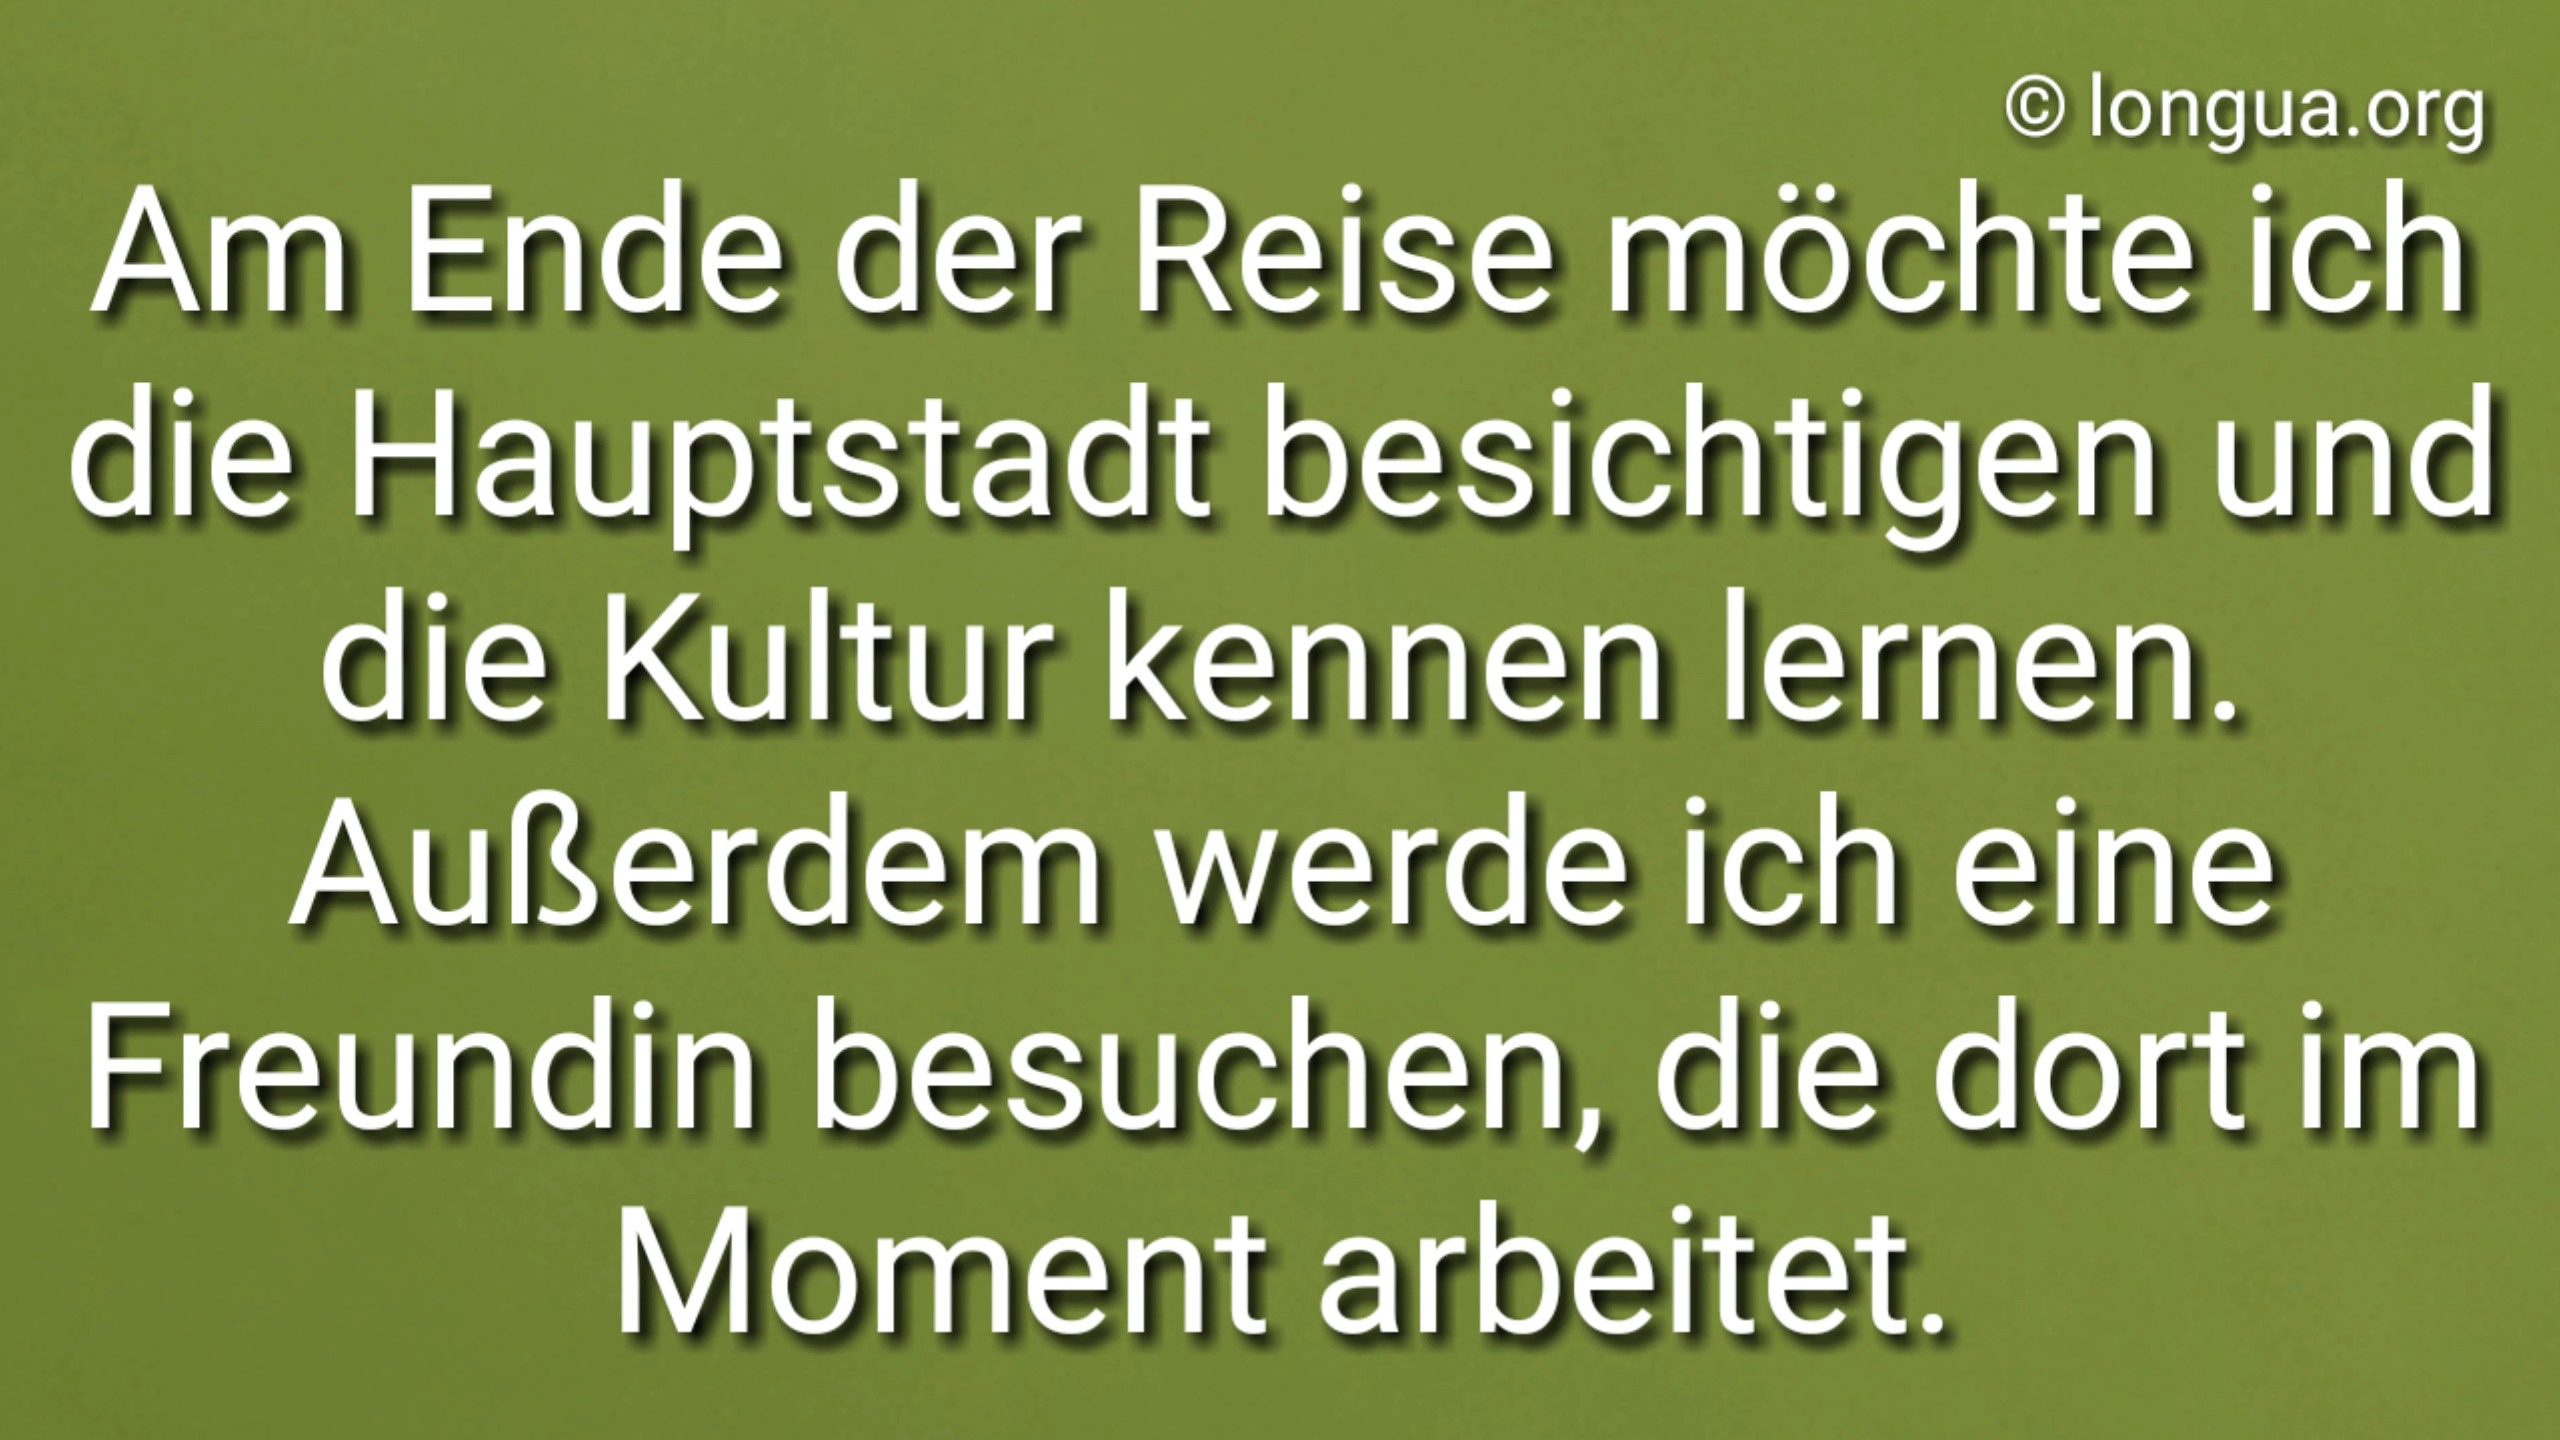 © longua.org
Am Ende der Reise möchte ich
die Hauptstadt besichtigen und
die Kultur kennen lernen.
Außerdem werde ich eine
Freundin besuchen, die dort im
Moment arbeitet.